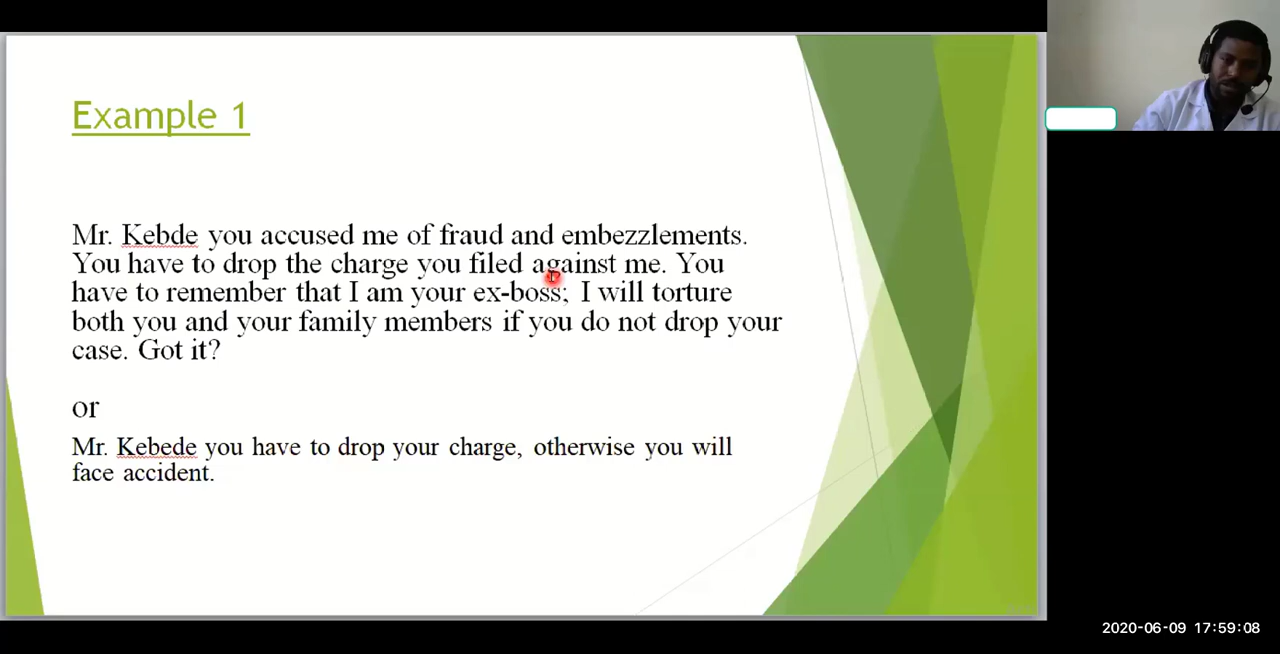 Example 1
Mr. Kebde you accused me of fraud and embezzlements.
You have to drop the charge you filed against me. You
have to remember that I am your ex-boss; I will torture
both you and your family members if you do not drop your
case. Got it?
or
Mr. Kebede you have to drop your charge, otherwise you will
face accident.
2020-06-09 17:59:08